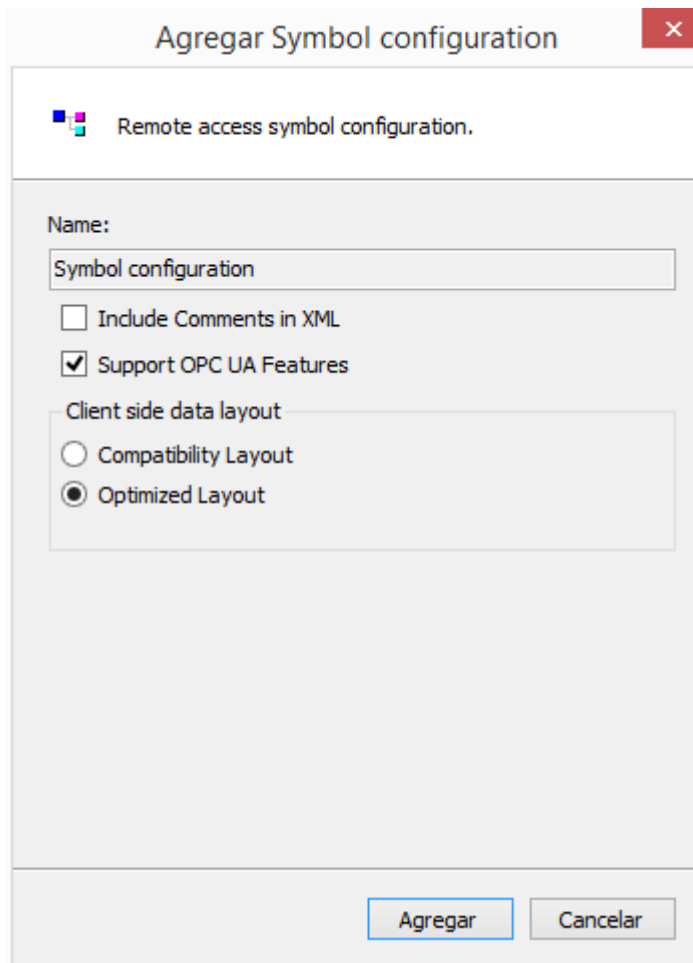 Agregar Symbol configuration
Remote access symbol configuration.
Name:
Symbol configuration
Include Comments in XML
Support OPC UA Features
Client side data layout
Compatibility Layout
Optimized Layout
Agregar
Cancelar